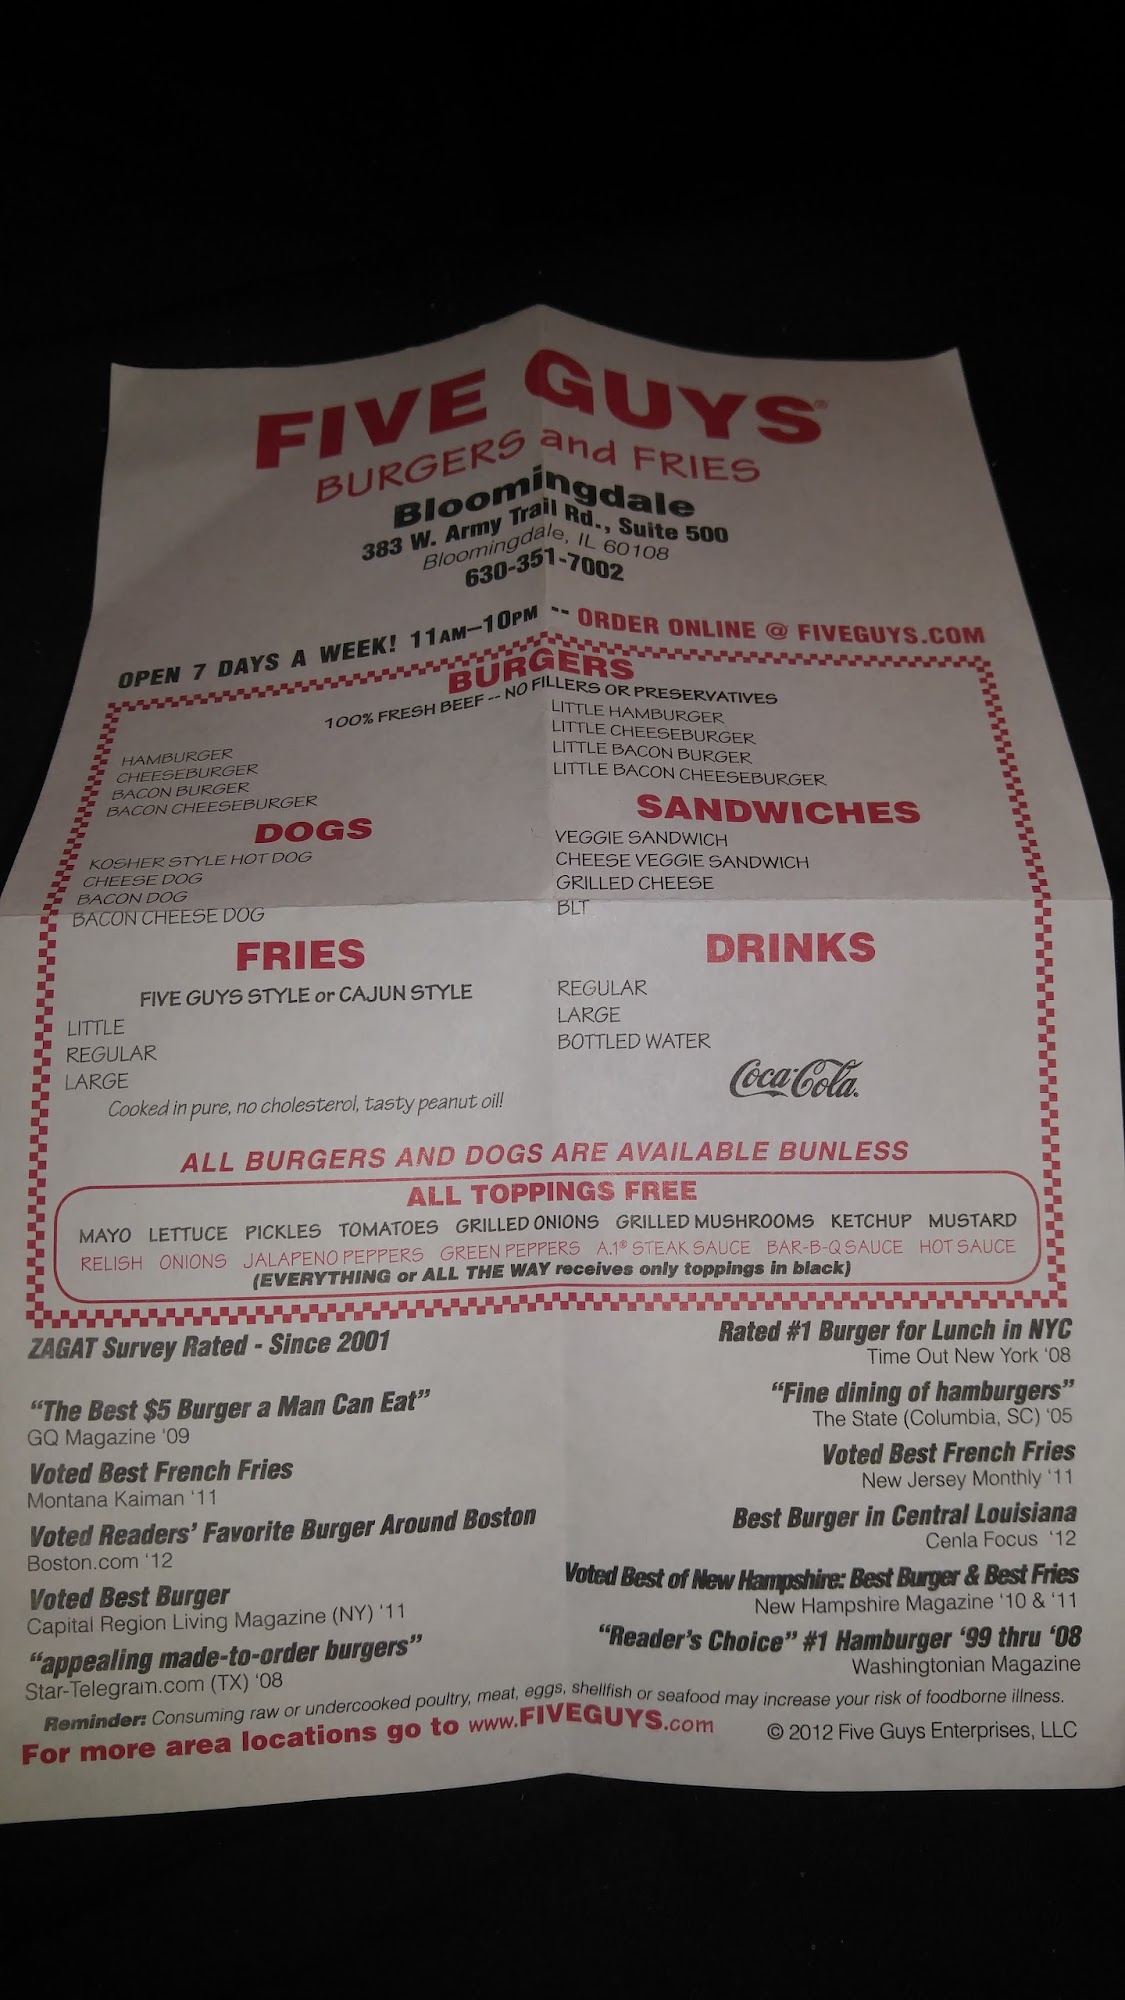 FIVE GUYS®
BURGERS and FRIES
Bloomingdale
383 W. Army Trail Rd., Suite 500
Bloomingdale, IL 60108
630-351-7002
OPEN 7 DAYS A WEEK! 11AM–10PM -- ORDER ONLINE @ FIVEGUYS.COM
BURGERS
100% FRESH BEEF -- NO FILLERS OR PRESERVATIVES
HAMBURGER
CHEESEBURGER
BACON BURGER
BACON CHEESEBURGER
LITTLE HAMBURGER
LITTLE CHEESEBURGER
LITTLE BACON BURGER
LITTLE BACON CHEESEBURGER
DOGS
KOSHER STYLE HOT DOG
CHEESE DOG
BACON DOG
BACON CHEESE DOG
SANDWICHES
VEGGIE SANDWICH
CHEESE VEGGIE SANDWICH
GRILLED CHEESE
BLT
FRIES
FIVE GUYS STYLE or CAJUN STYLE
LITTLE
REGULAR
LARGE
Cooked in pure, no cholesterol, tasty peanut oil!
DRINKS
REGULAR
LARGE
BOTTLED WATER
Coca-Cola.
ALL BURGERS AND DOGS ARE AVAILABLE BUNLESS
ALL TOPPINGS FREE
MAYO LETTUCE PICKLES TOMATOES GRILLED ONIONS GRILLED MUSHROOMS KETCHUP MUSTARD
RELISH ONIONS JALAPENO PEPPERS GREEN PEPPERS A.1® STEAK SAUCE BAR-B-Q SAUCE HOT SAUCE
(EVERYTHING or ALL THE WAY receives only toppings in black)
ZAGAT Survey Rated - Since 2001
"The Best $5 Burger a Man Can Eat"
GQ Magazine '09
Voted Best French Fries
Montana Kaiman '11
Voted Readers' Favorite Burger Around Boston
Boston.com '12
Voted Best Burger
Capital Region Living Magazine (NY) '11
"appealing made-to-order burgers"
Star-Telegram.com (TX) '08
Rated #1 Burger for Lunch in NYC
Time Out New York '08
"Fine dining of hamburgers"
The State (Columbia, SC) '05
Voted Best French Fries
New Jersey Monthly '11
Best Burger in Central Louisiana
Cenla Focus '12
Voted Best of New Hampshire: Best Burger & Best Fries
New Hampshire Magazine '10 & '11
"Reader's Choice" #1 Hamburger '99 thru '08
Washingtonian Magazine
Reminder: Consuming raw or undercooked poultry, meat, eggs, shellfish or seafood may increase your risk of foodborne illness.
For more area locations go to www.FIVEGUYS.com
© 2012 Five Guys Enterprises, LLC